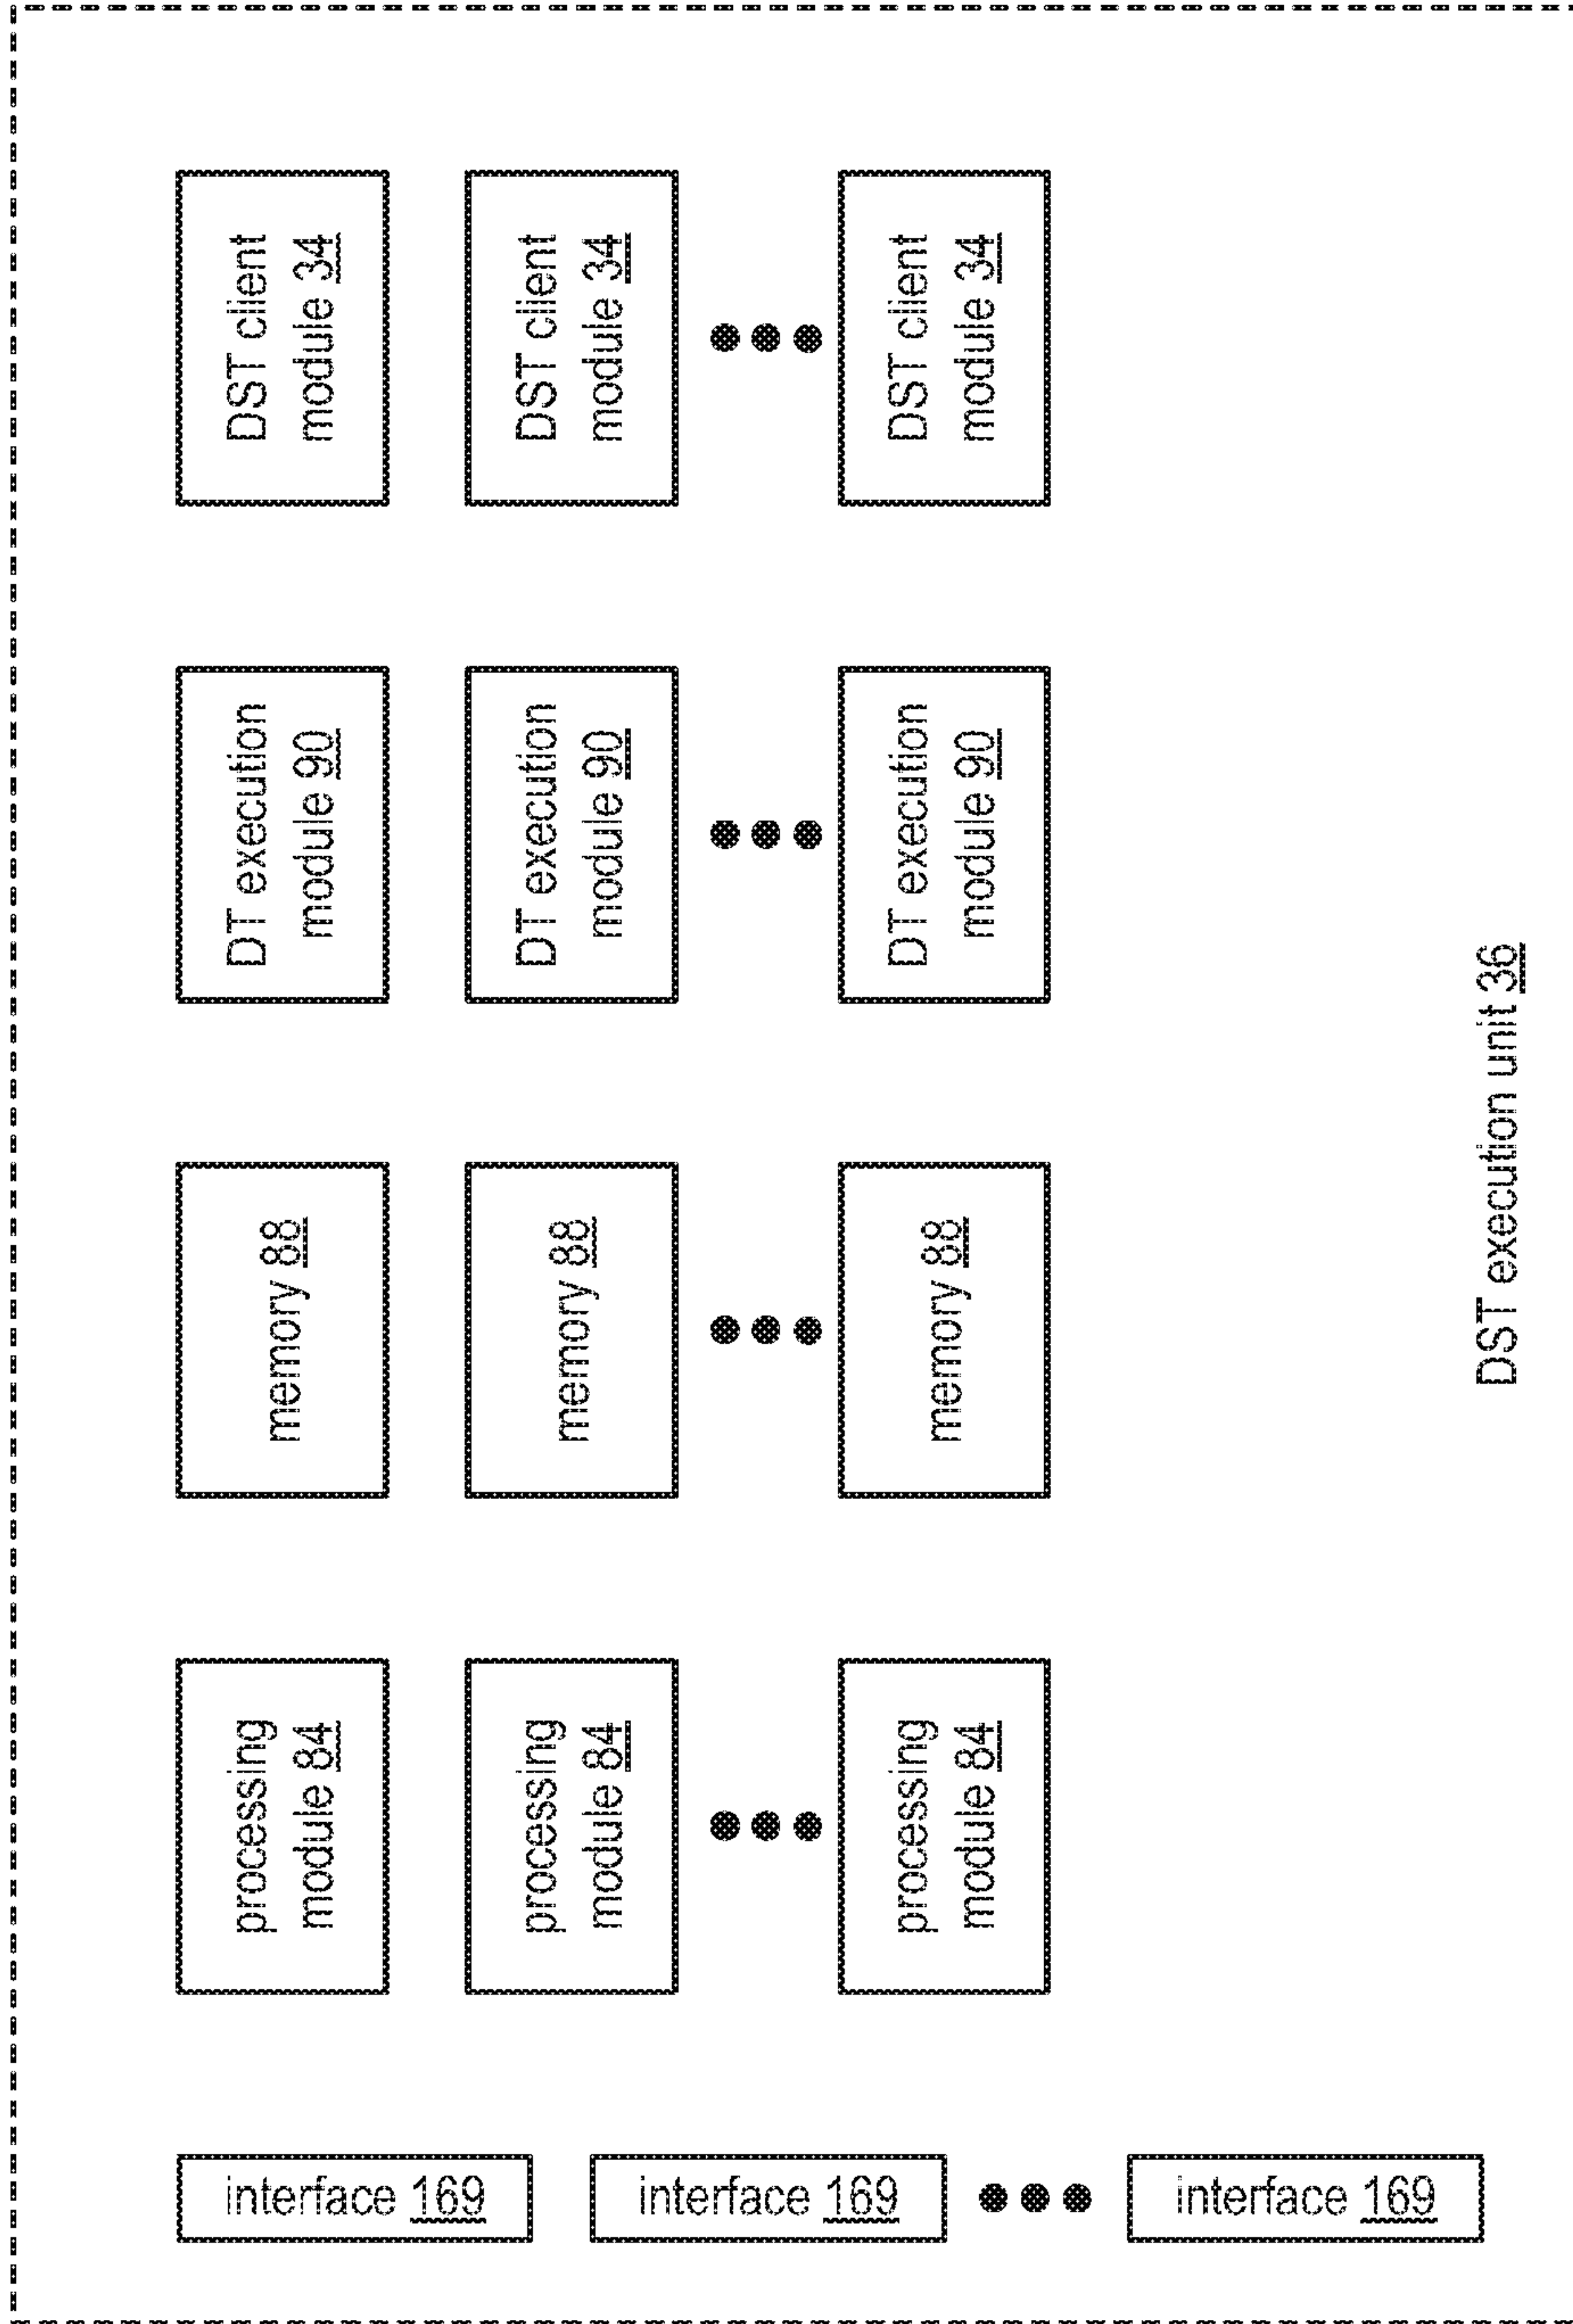 DST client
module 34
DST client
module 34
DST client
module 34
DT execution
module 90
DT execution
module 90
DT execution
module 90
memory 88
memory 88
memory 88
processing
module 84
processing
module 84
processing
module 84
interface 169
interface 169
interface 169
DST execution unit 36